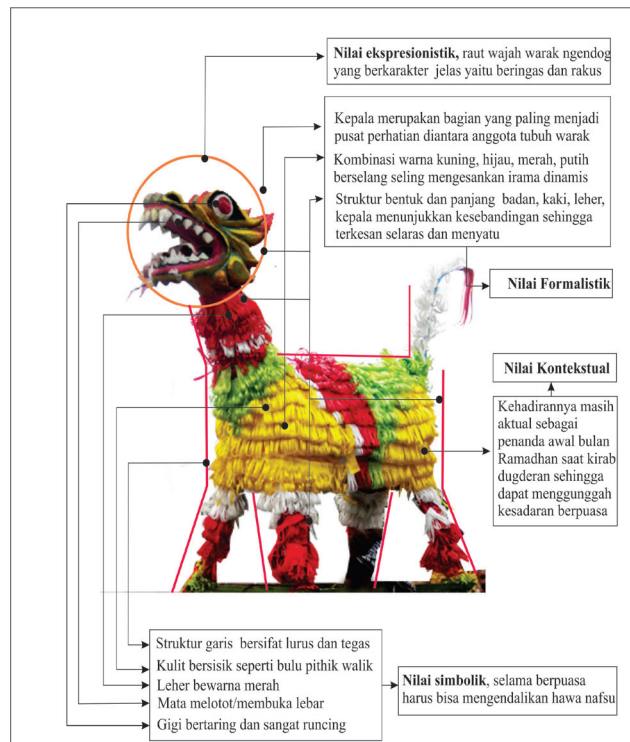 Nilai ekspresionistik, raut wajah warak ngendog
yang berkarakter jelas yaitu beringas dan rakus
Kepala merupakan bagian yang paling menjadi
pusat perhatian diantara anggota tubuh warak
Kombinasi warna kuning, hijau, merah, putih
berselang seling mengesankan irama dinamis
Struktur bentuk dan panjang badan, kaki, leher,
kepala menunjukkan kesebandingan sehingga
terkesan selaras dan menyatu
Nilai Formalistik
Nilai Kontekstual
Kehadirannya masih
aktual sebagai
penanda awal bulan
Ramadhan saat kirab
dugderan sehingga
dapat menggunggah
kesadaran berpuasa
Struktur garis bersifat lurus dan tegas
Kulit bersisik seperti bulu pithik walik
Leher bewarna merah
Mata melotot/membuka lebar
Gigi bertaring dan sangat runcing
Nilai simbolik, selama berpuasa
harus bisa mengendalikan hawa nafsu